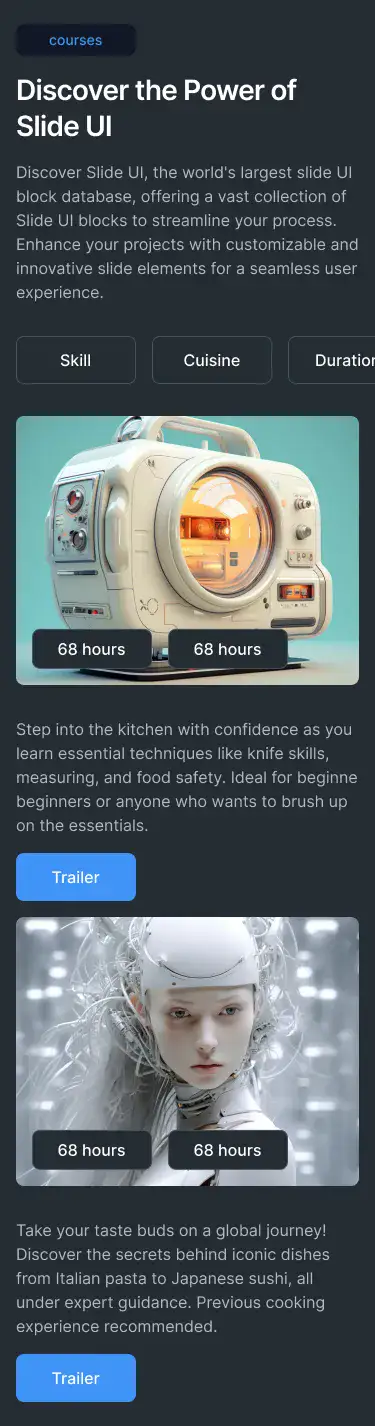 courses
Discover the Power of
Slide UI
Discover Slide UI, the world's largest slide UI
block database, offering a vast collection of
Slide UI blocks to streamline your process.
Enhance your projects with customizable and
innovative slide elements for a seamless user
experience.
Skill
Cuisine
Duration
68 hours
68 hours
Step into the kitchen with confidence as you
learn essential techniques like knife skills,
measuring, and food safety. Ideal for beginne
beginners or anyone who wants to brush up
on the essentials.
Trailer
68 hours
68 hours
Take your taste buds on a global journey!
Discover the secrets behind iconic dishes
from Italian pasta to Japanese sushi, all
under expert guidance. Previous cooking
experience recommended.
Trailer